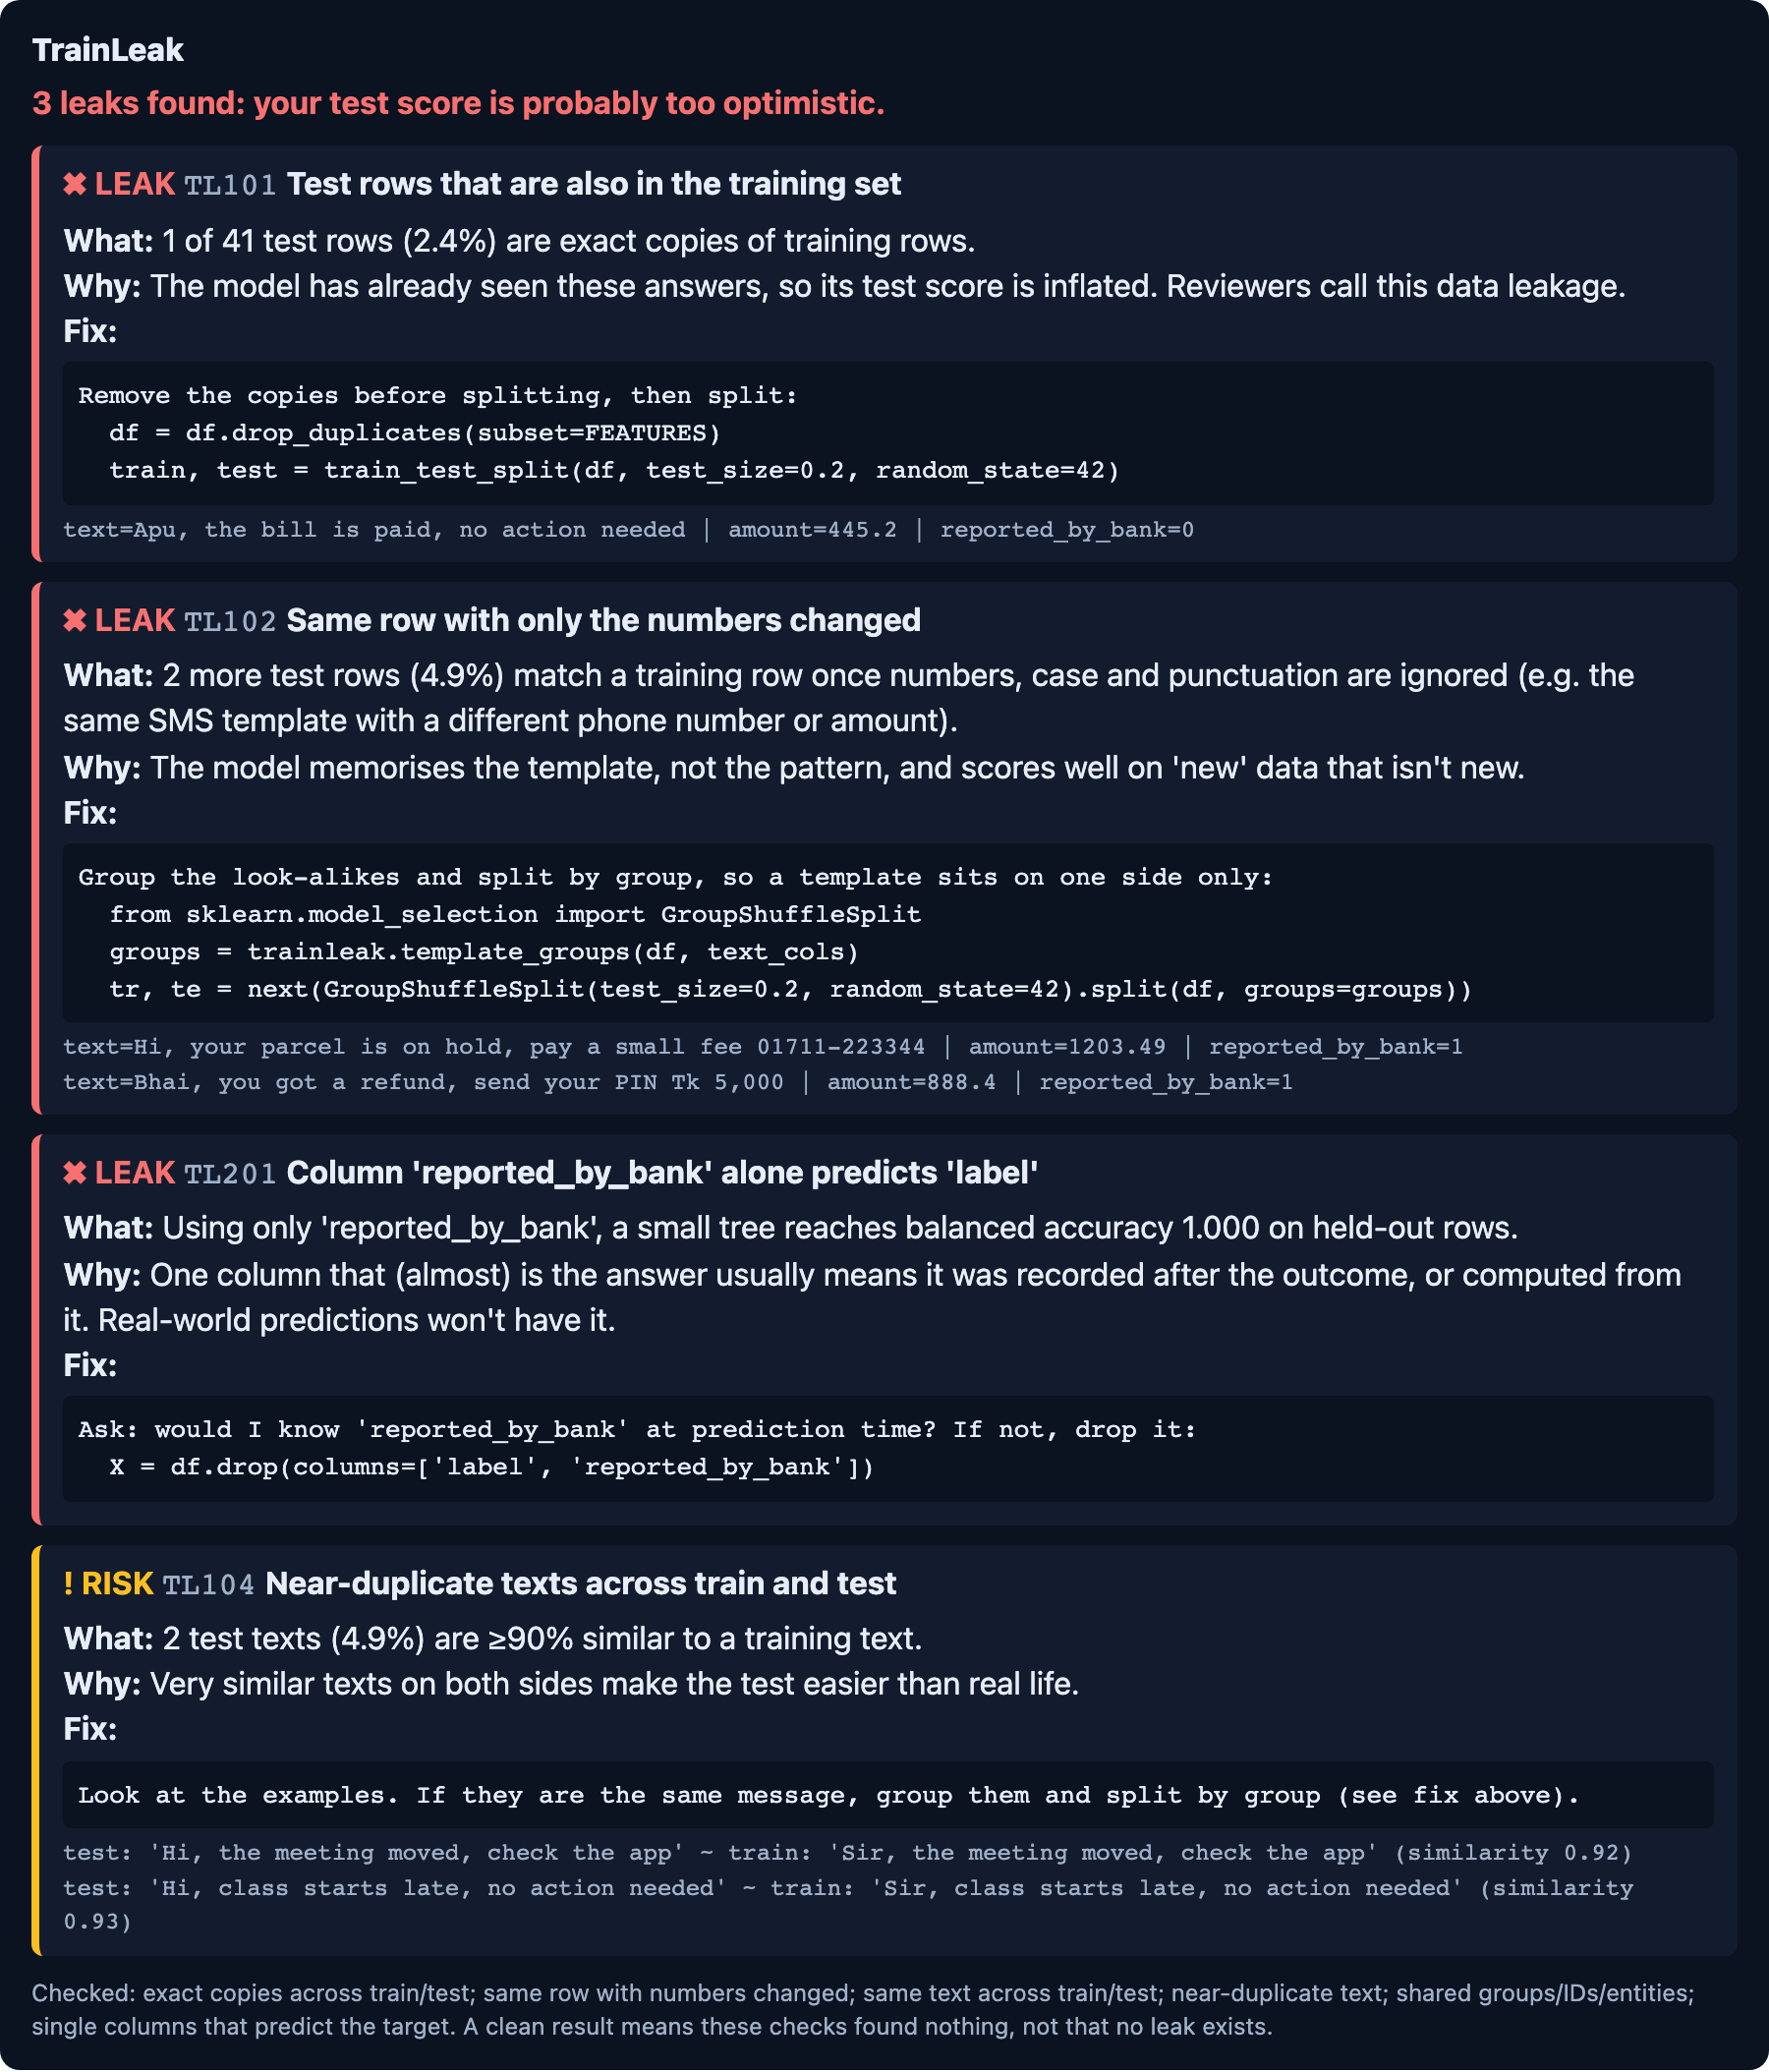 TrainLeak
3 leaks found: your test score is probably too optimistic.
✖ LEAK TL101 Test rows that are also in the training set
What: 1 of 41 test rows (2.4%) are exact copies of training rows.
Why: The model has already seen these answers, so its test score is inflated. Reviewers call this data leakage.
Fix:
Remove the copies before splitting, then split:
  df = df.drop_duplicates(subset=FEATURES)
  train, test = train_test_split(df, test_size=0.2, random_state=42)
text=Apu, the bill is paid, no action needed | amount=445.2 | reported_by_bank=0
✖ LEAK TL102 Same row with only the numbers changed
What: 2 more test rows (4.9%) match a training row once numbers, case and punctuation are ignored (e.g. the
same SMS template with a different phone number or amount).
Why: The model memorises the template, not the pattern, and scores well on 'new' data that isn't new.
Fix:
Group the look-alikes and split by group, so a template sits on one side only:
  from sklearn.model_selection import GroupShuffleSplit
  groups = trainleak.template_groups(df, text_cols)
  tr, te = next(GroupShuffleSplit(test_size=0.2, random_state=42).split(df, groups=groups))
text=Hi, your parcel is on hold, pay a small fee 01711-223344 | amount=1203.49 | reported_by_bank=1
text=Bhai, you got a refund, send your PIN Tk 5,000 | amount=888.4 | reported_by_bank=1
✖ LEAK TL201 Column 'reported_by_bank' alone predicts 'label'
What: Using only 'reported_by_bank', a small tree reaches balanced accuracy 1.000 on held-out rows.
Why: One column that (almost) is the answer usually means it was recorded after the outcome, or computed from
it. Real-world predictions won't have it.
Fix:
Ask: would I know 'reported_by_bank' at prediction time? If not, drop it:
  X = df.drop(columns=['label', 'reported_by_bank'])
! RISK TL104 Near-duplicate texts across train and test
What: 2 test texts (4.9%) are ≥90% similar to a training text.
Why: Very similar texts on both sides make the test easier than real life.
Fix:
Look at the examples. If they are the same message, group them and split by group (see fix above).
test: 'Hi, the meeting moved, check the app' ~ train: 'Sir, the meeting moved, check the app' (similarity 0.92)
test: 'Hi, class starts late, no action needed' ~ train: 'Sir, class starts late, no action needed' (similarity
0.93)
Checked: exact copies across train/test; same row with numbers changed; same text across train/test; near-duplicate text; shared groups/IDs/entities;
single columns that predict the target. A clean result means these checks found nothing, not that no leak exists.